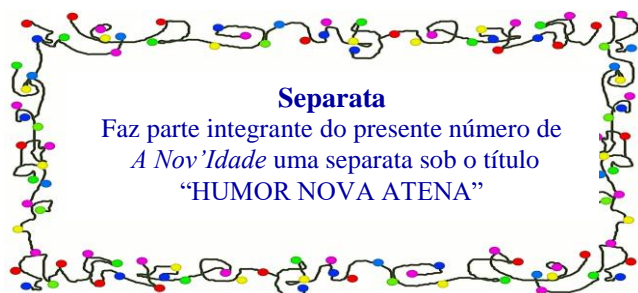 Separata
Faz parte integrante do presente número de
A Nov’Idade uma separata sob o título
“HUMOR NOVA ATENA”